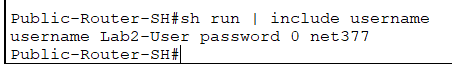 Public-Router-SH#sh run | include username
username Lab2-User password 0 net377
Public-Router-SH#